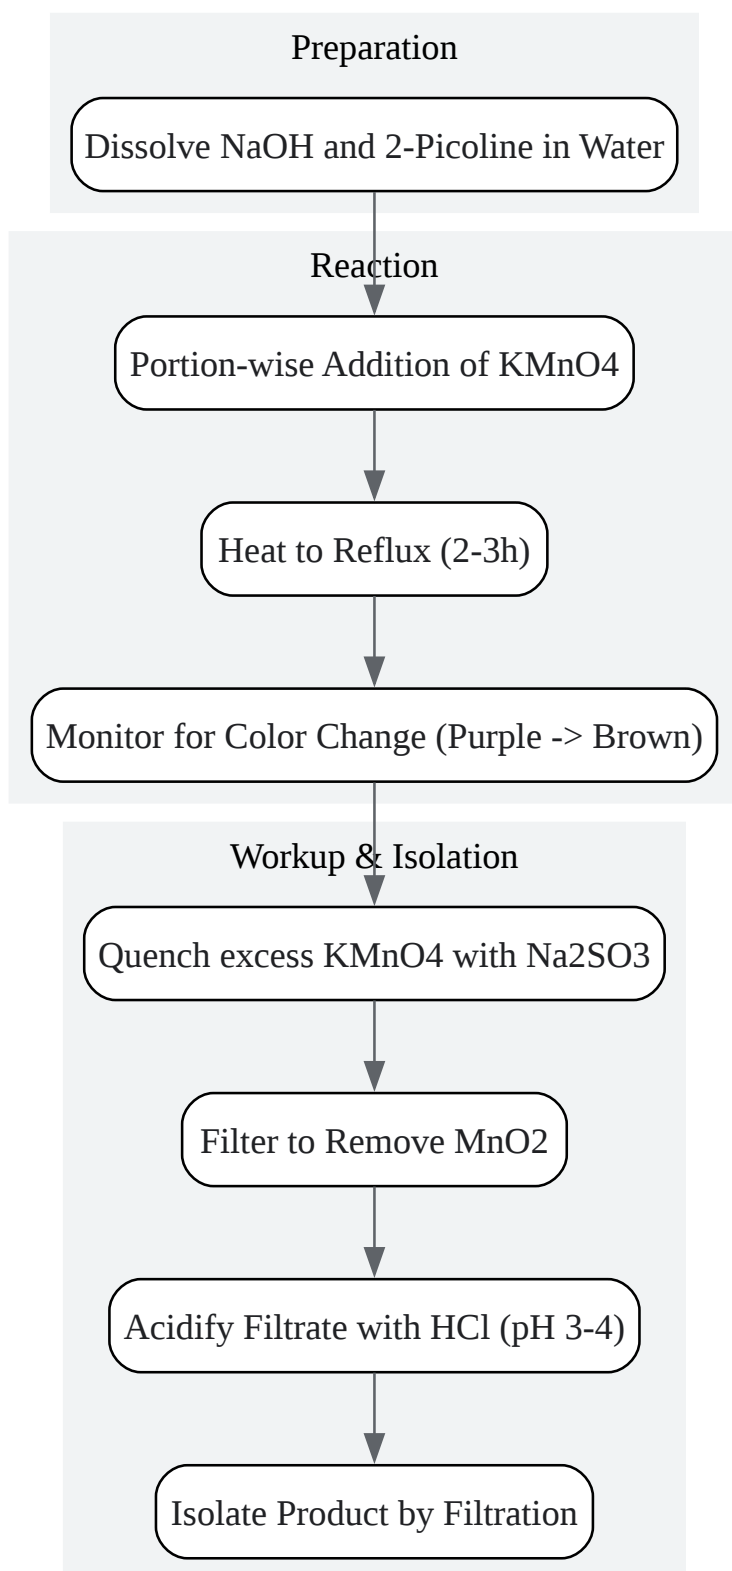 Preparation
Dissolve NaOH and 2-Picoline in Water
Reaction
Portion-wise Addition of KMnO4
Heat to Reflux (2-3h)
Monitor for Color Change (Purple -> Brown)
Workup & Isolation
Quench excess KMnO4 with Na2SO3
Filter to Remove MnO2
Acidify Filtrate with HCl (pH 3-4)
Isolate Product by Filtration